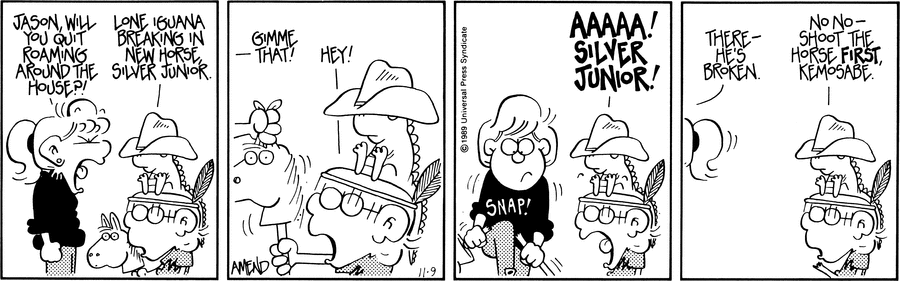 JASON, WILL
YOU QUIT
ROAMING
AROUND THE
HOUSE?!
LONE IGUANA
BREAKING IN
NEW HORSE,
SILVER JUNIOR.
GIMME
THAT!
HEY!
AMEND
11-9
© 1989 Universal Press Syndicate
AAAAA!
SILVER
JUNIOR!
SNAP!
THERE—
HE'S
BROKEN.
NO NO—
SHOOT THE
HORSE FIRST,
KEMOSABE.